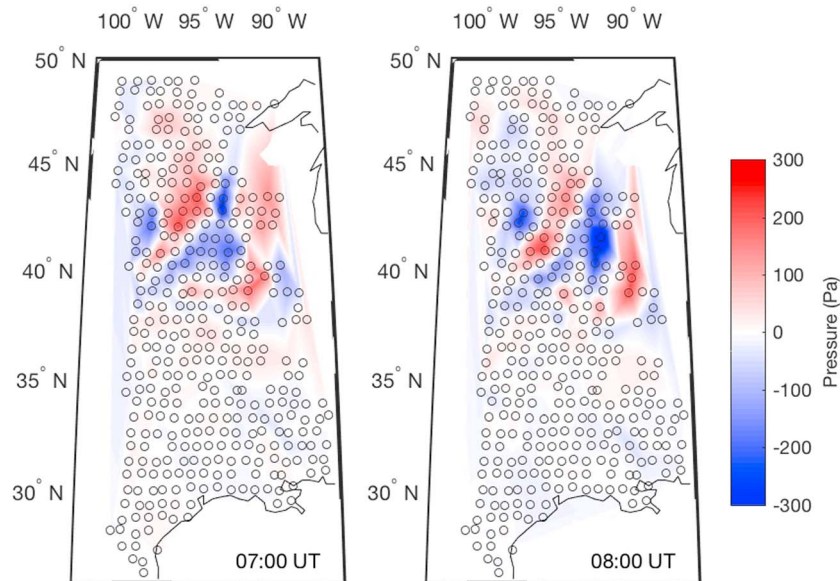 100° W 95° W 90° W
100° W 95° W 90° W
50° N
45° N
40° N
35° N
30° N
07:00 UT
50° N
45° N
40° N
35° N
30° N
08:00 UT
300
200
100
0
-100
-200
-300
Pressure (Pa)